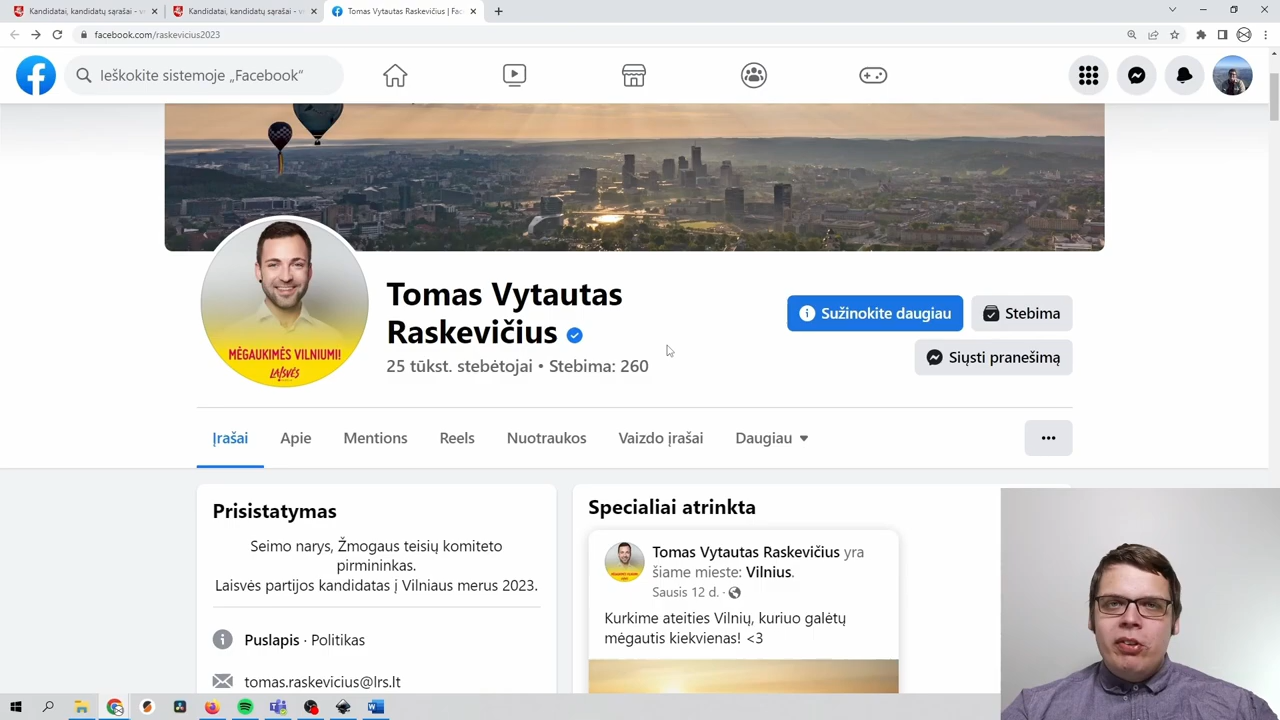 Kandidatai, kandidatų sąrašai - vr
Kandidatai, kandidatų sąrašai - vr
Tomas Vytautas Raskevičius | Fac
facebook.com/raskevicius2023
Ieškokite sistemoje „Facebook“
MĖGAUKIMĖS VILNIUMI!
LAISVĖS
Tomas Vytautas
Raskevičius
25 tūkst. stebėtojai • Stebima: 260
Sužinokite daugiau
Stebima
Siųsti pranešimą
Įrašai
Apie
Mentions
Reels
Nuotraukos
Vaizdo įrašai
Daugiau
Prisistatymas
Seimo narys, Žmogaus teisių komiteto
pirmininkas.
Laisvės partijos kandidatas į Vilniaus merus 2023.
Puslapis · Politikas
tomas.raskevicius@lrs.lt
Specialiai atrinkta
Tomas Vytautas Raskevičius yra
šiame mieste: Vilnius.
Sausis 12 d. ·
Kurkime ateities Vilnių, kuriuo galėtų
mėgautis kiekvienas! <3